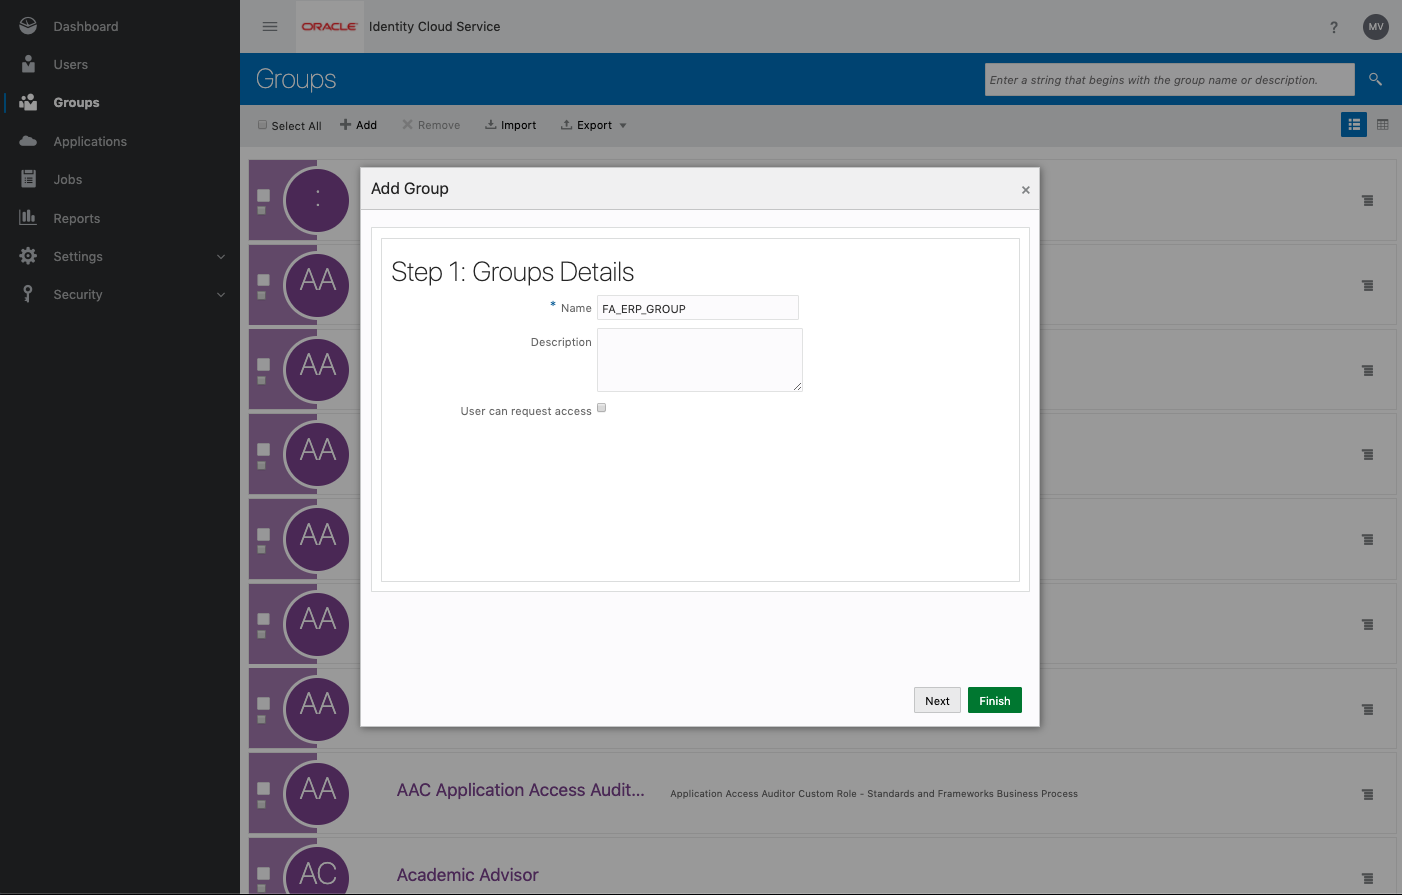 Dashboard
Users
Groups
Applications
Jobs
Reports
Settings
Security
ORACLE Identity Cloud Service
? MV
Groups
Enter a string that begins with the group name or description.
Select All Add Remove Import Export
:
AA
AA
AA
AA
AA
AA
Add Group ×
Step 1: Groups Details
* Name FA_ERP_GROUP
Description
User can request access
Next Finish
AA AAC Application Access Audit... Application Access Auditor Custom Role - Standards and Frameworks Business Process
AC Academic Advisor